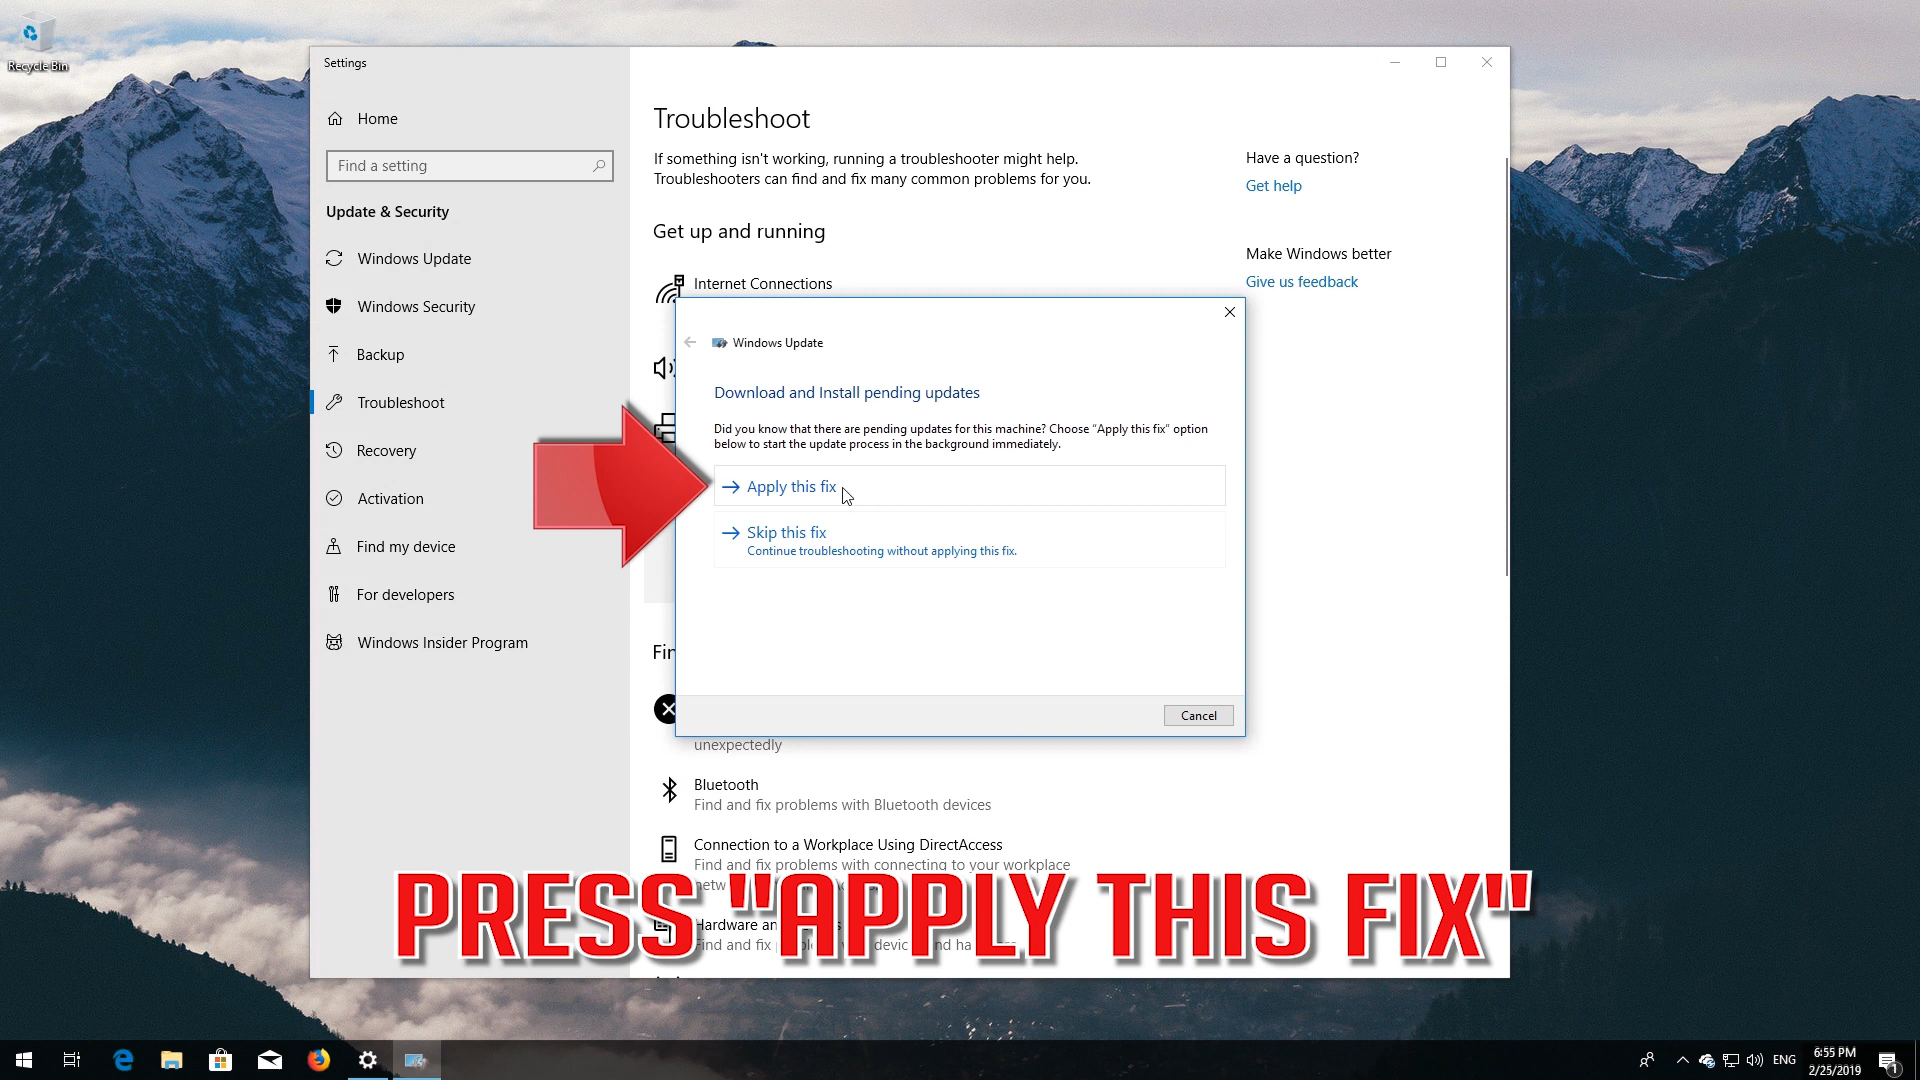 Recycle Bin
Settings
Home
Find a setting
Update & Security
Windows Update
Windows Security
Backup
Troubleshoot
Recovery
Activation
Find my device
For developers
Windows Insider Program
Troubleshoot
If something isn't working, running a troubleshooter might help.
Troubleshooters can find and fix many common problems for you.
Get up and running
Internet Connections
Have a question?
Get help
Make Windows better
Give us feedback
Windows Update
Download and Install pending updates
Did you know that there are pending updates for this machine? Choose "Apply this fix" option
below to start the update process in the background immediately.
Apply this fix
Skip this fix
Continue troubleshooting without applying this fix.
Cancel
unexpectedly
Bluetooth
Find and fix problems with Bluetooth devices
Connection to a Workplace Using DirectAccess
Find and fix problems with connecting to your workplace
PRESS "APPLY THIS FIX"
Hardware
Find and fix
ENG
6:55 PM
2/25/2019
1